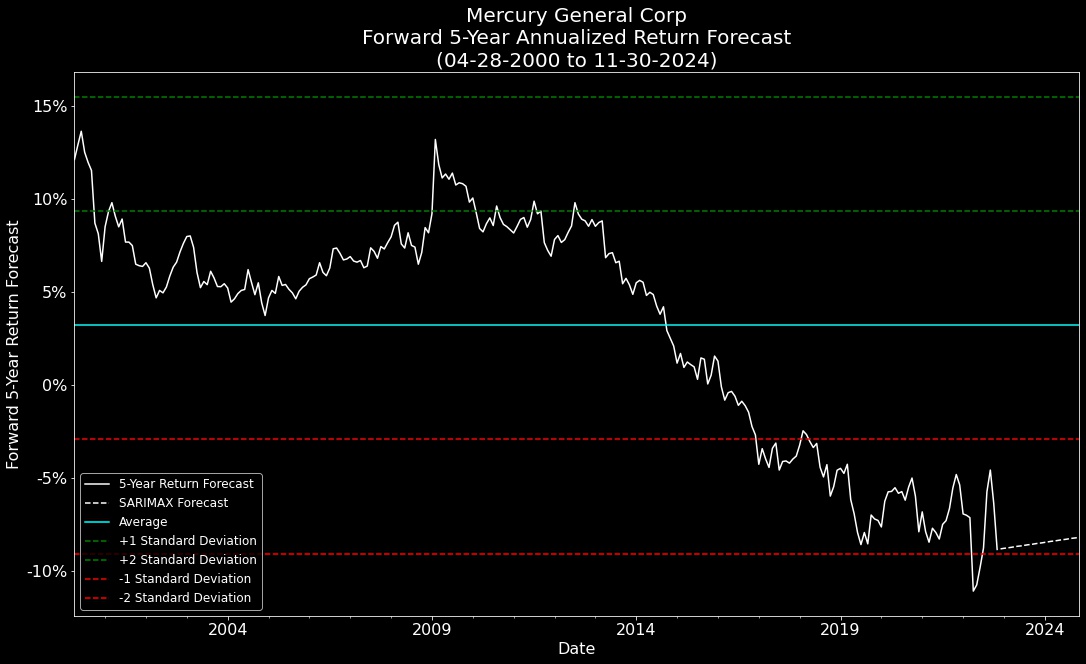 Mercury General Corp
Forward 5-Year Annualized Return Forecast
(04-28-2000 to 11-30-2024)
Forward 5-Year Return Forecast
15%
10%
5%
0%
-5%
-10%
5-Year Return Forecast
SARIMAX Forecast
Average
+1 Standard Deviation
+2 Standard Deviation
-1 Standard Deviation
-2 Standard Deviation
2004
2009
2014
2019
2024
Date